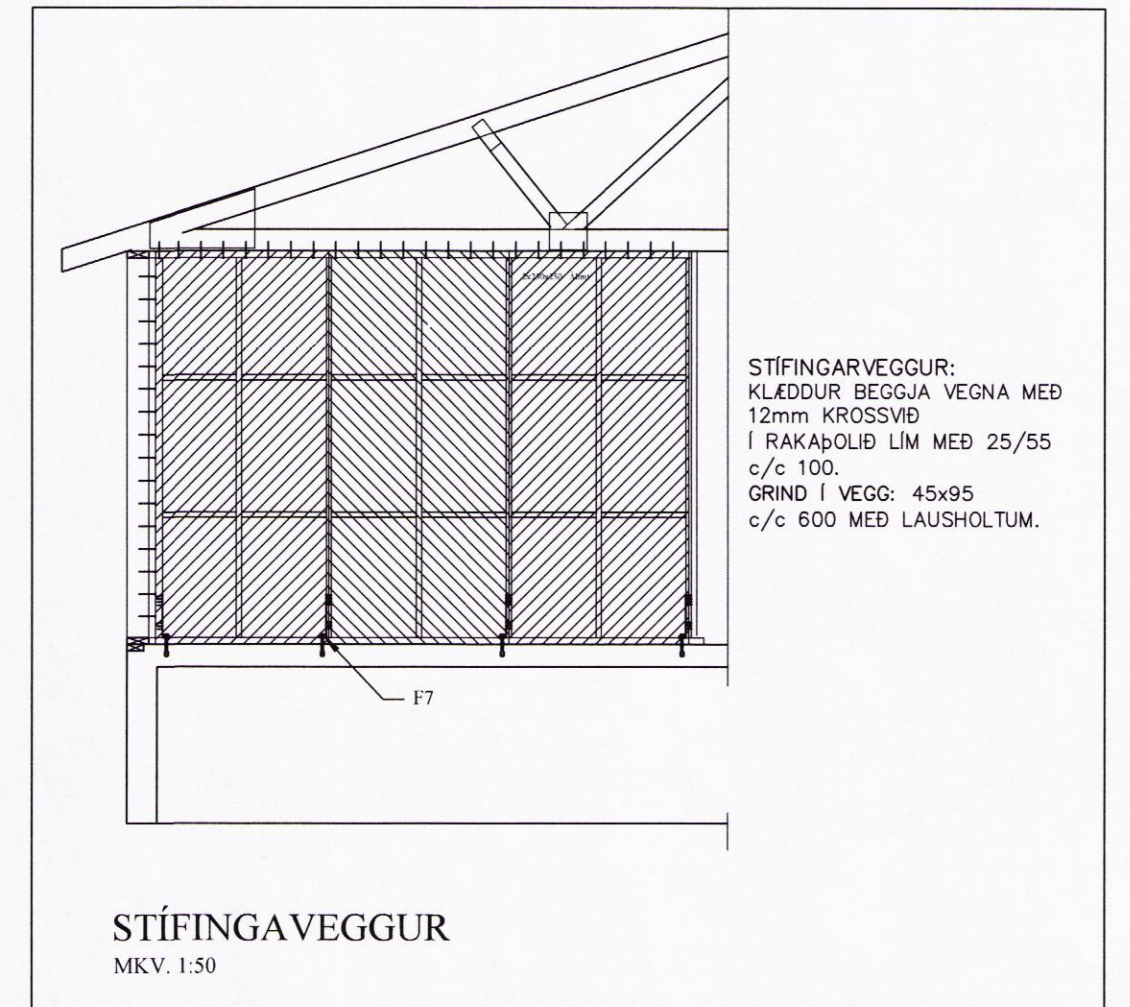 STÍFINGARVEGGUR:
KLÆDDUR BEGGJA VEGNA MEÐ
12mm KROSSVIÐ
Í RAKAÞOLIÐ LÍM MEÐ 25/55
c/c 100.
GRIND Í VEGG: 45x95
c/c 600 MEÐ LAUSHOLTUM.
F7
STÍFINGAVEGGUR
MKV. 1:50